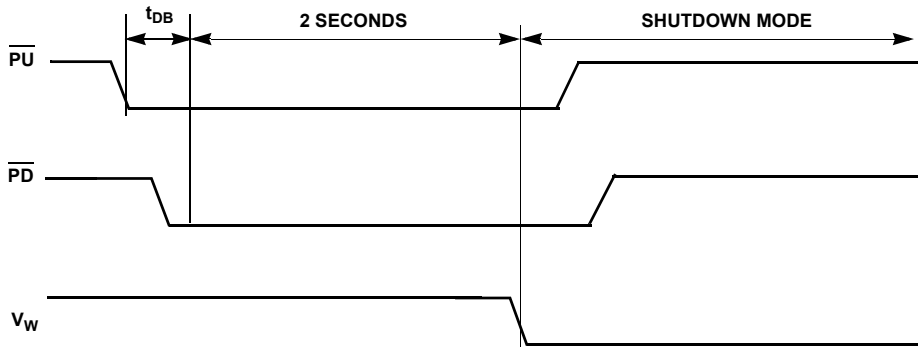 tDB
2 SECONDS
SHUTDOWN MODE
PU
PD
VW